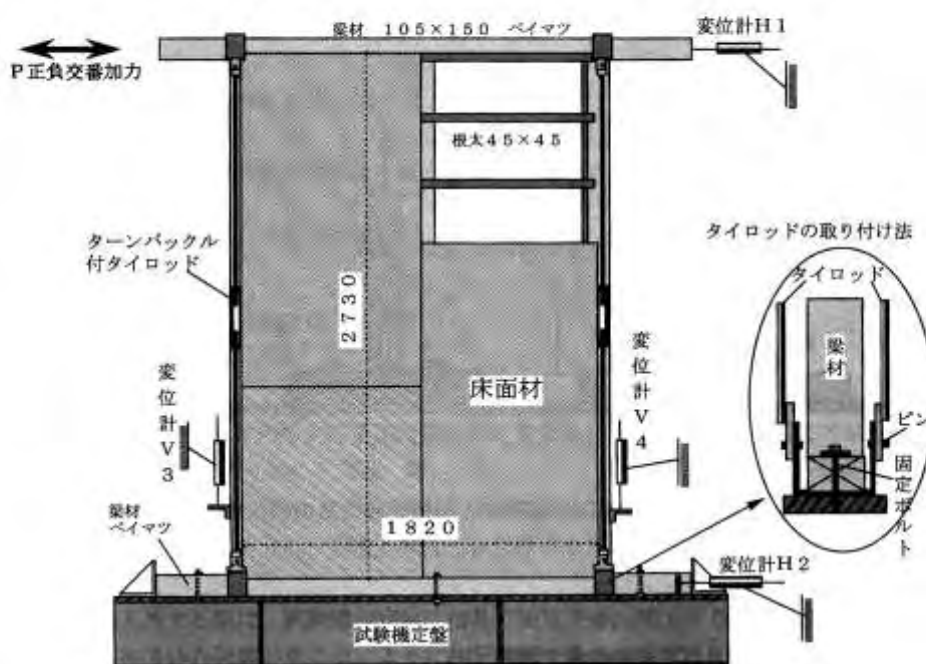 梁材 105×150 ベイマツ
変位計H1
P正負交番加力
根太45×45
ターンバックル
付タイロッド
2730
タイロッドの取り付け法
タイロッド
梁材
ピン
固定ボルト
変位計V3
変位計V4
床面材
1820
梁材
ベイマツ
変位計H2
試験機定盤